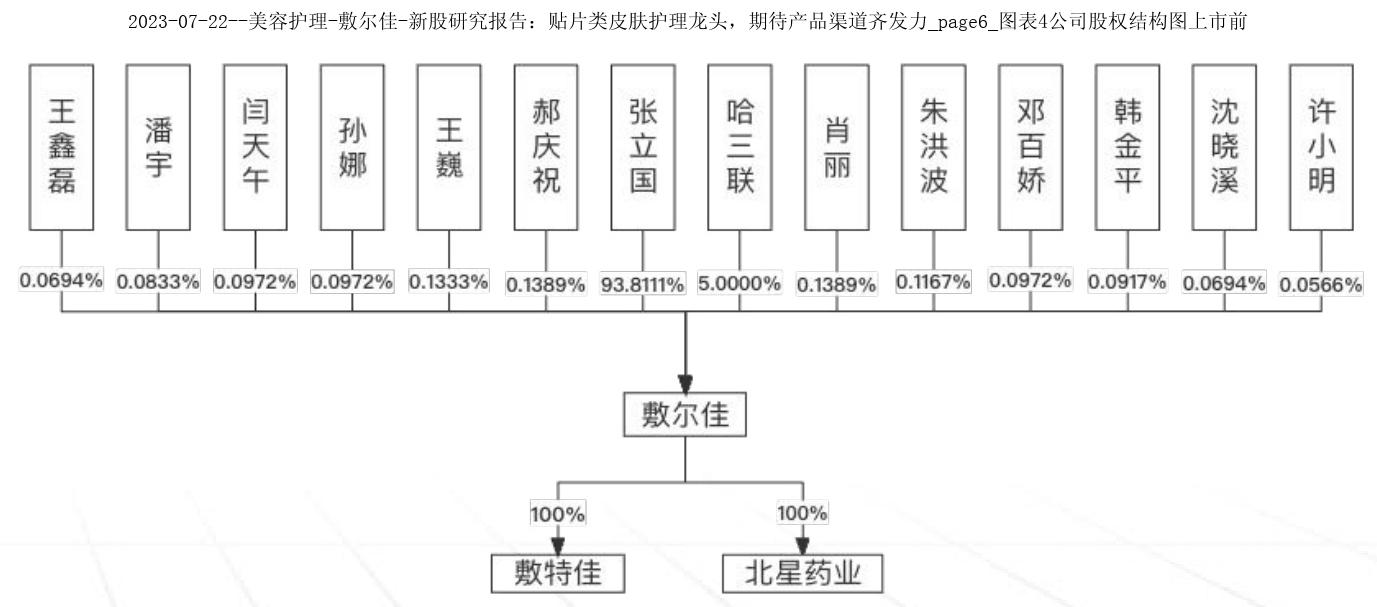 2023-07-22--美容护理-敷尔佳-新股研究报告：贴片类皮肤护理龙头，期待产品渠道齐发力_page6_图表4公司股权结构图上市前
王鑫磊
潘宇
闫天午
孙娜
王巍
郝庆祝
张立国
哈三联
肖丽
朱洪波
邓百娇
韩金平
沈晓溪
许小明
0.0694%
0.0833%
0.0972%
0.0972%
0.1333%
0.1389%
93.8111%
5.0000%
0.1389%
0.1167%
0.0972%
0.0917%
0.0694%
0.0566%
敷尔佳
100%
100%
敷特佳
北星药业